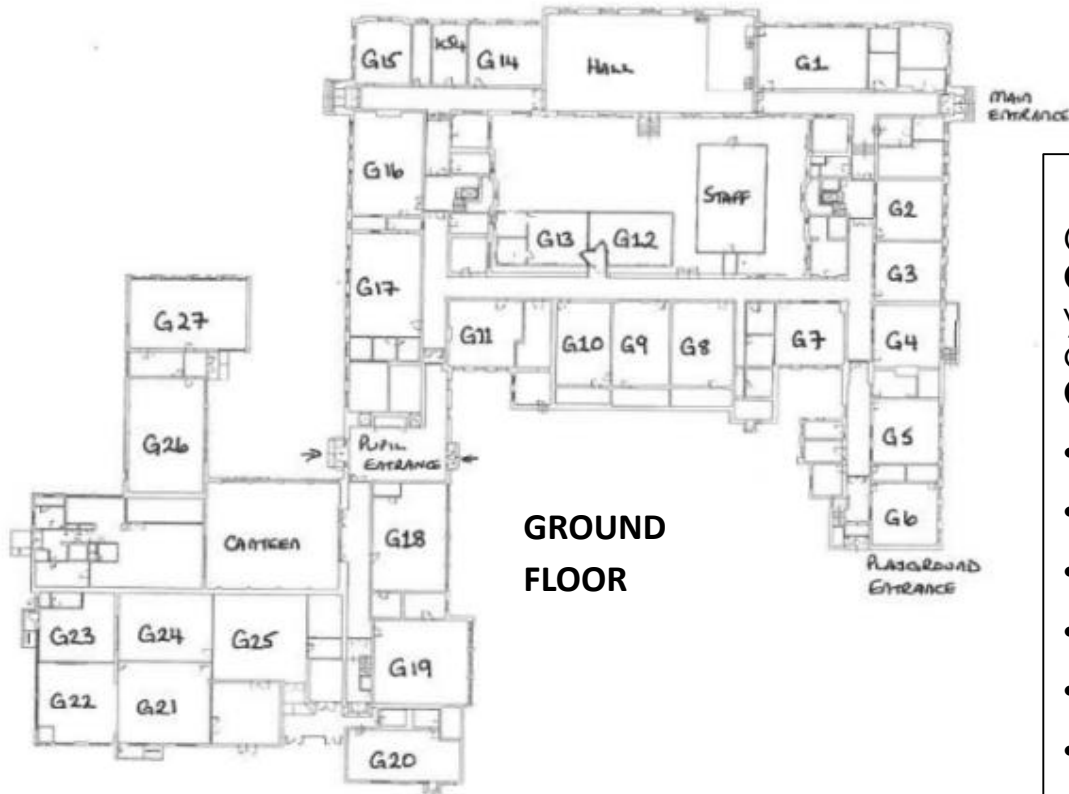 G15
KS4
G14
HALL
G1
MAIN
ENTRANCE
G16
STAFF
G2
G13
G12
G3
G17
G27
G11
G10
G9
G8
G7
G4
G26
PUPIL
ENTRANCE
G5
G18
GROUND
FLOOR
G6
CANTEEN
PLAYGROUND
ENTRANCE
G23
G24
G25
G19
G22
G21
G20